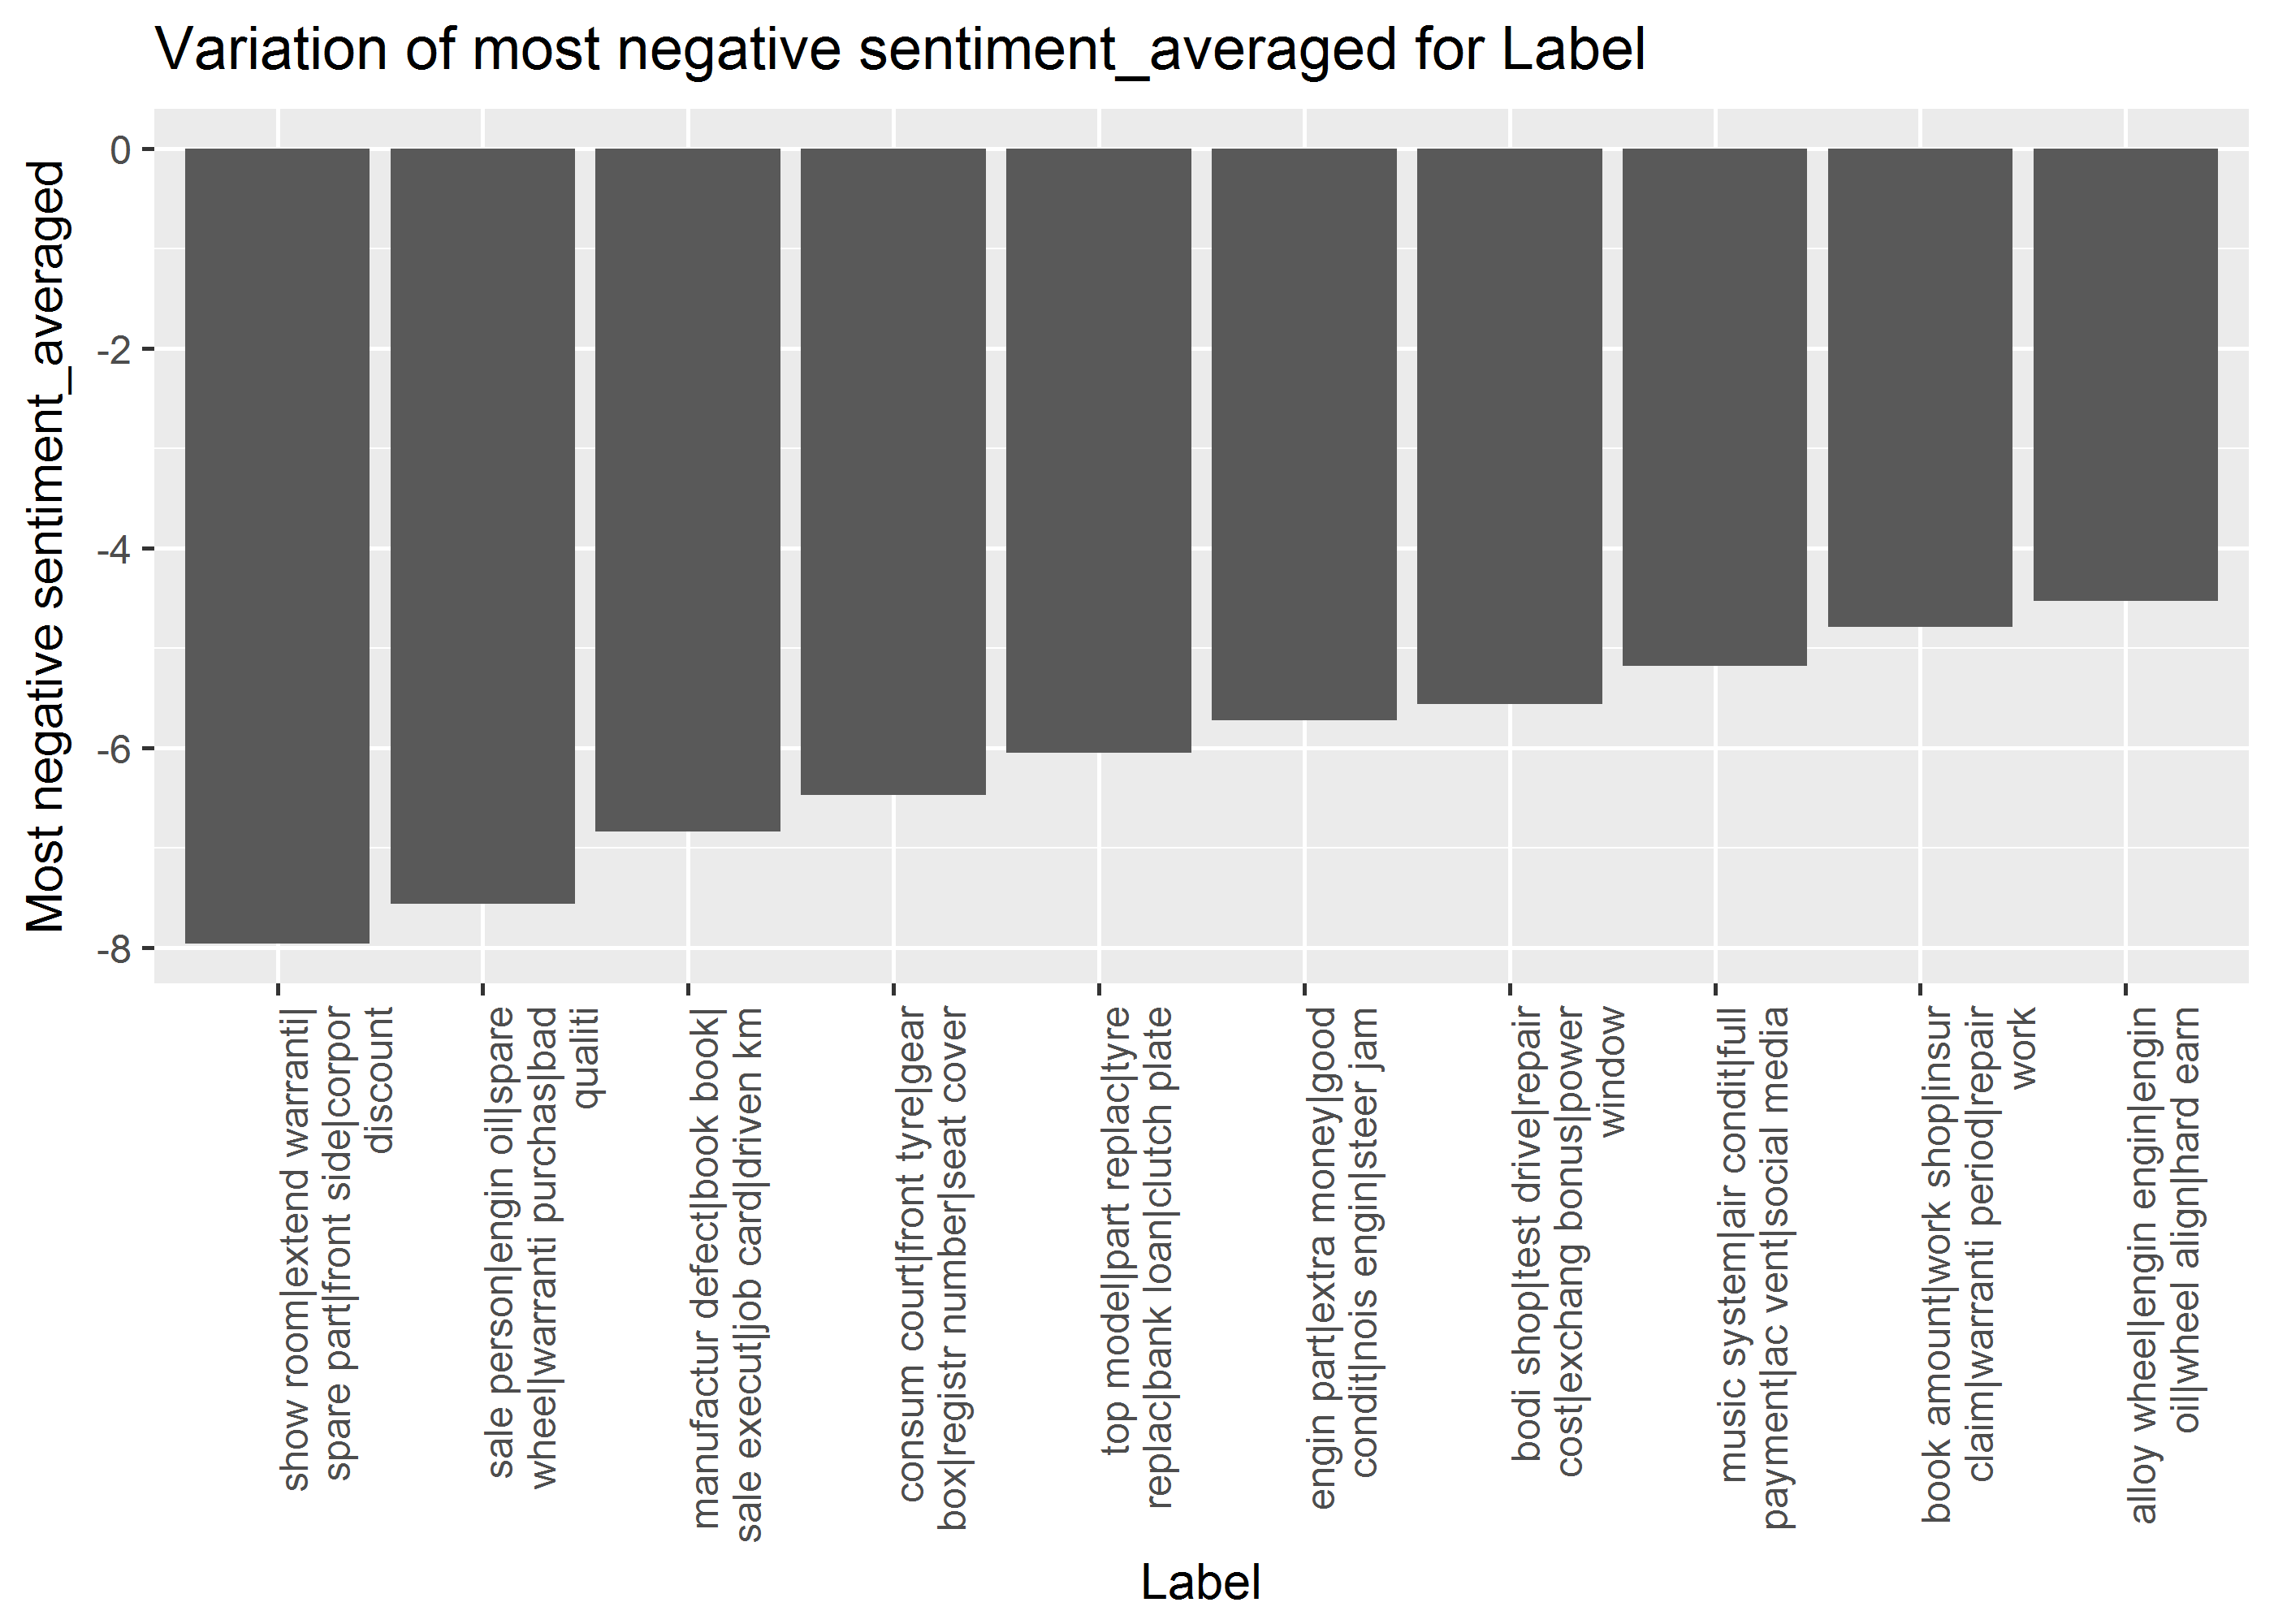 Variation of most negative sentiment_averaged for Label
Most negative sentiment_averaged
0
-2
-4
-6
-8
show room|extend warranti|
spare part|front side|corpor
discount
sale person|engin oil|spare
wheel|warranti purchas|bad
qualiti
manufactur defect|book book|
sale execut|job card|driven km
consum court|front tyre|gear
box|registr number|seat cover
top model|part replac|tyre
replac|bank loan|clutch plate
engin part|extra money|good
condit|nois engin|steer jam
bodi shop|test drive|repair
cost|exchang bonus|power
window
music system|air condit|full
payment|ac vent|social media
book amount|work shop|insur
claim|warranti period|repair
work
alloy wheel|engin engin|engin
oil|wheel align|hard earn
Label